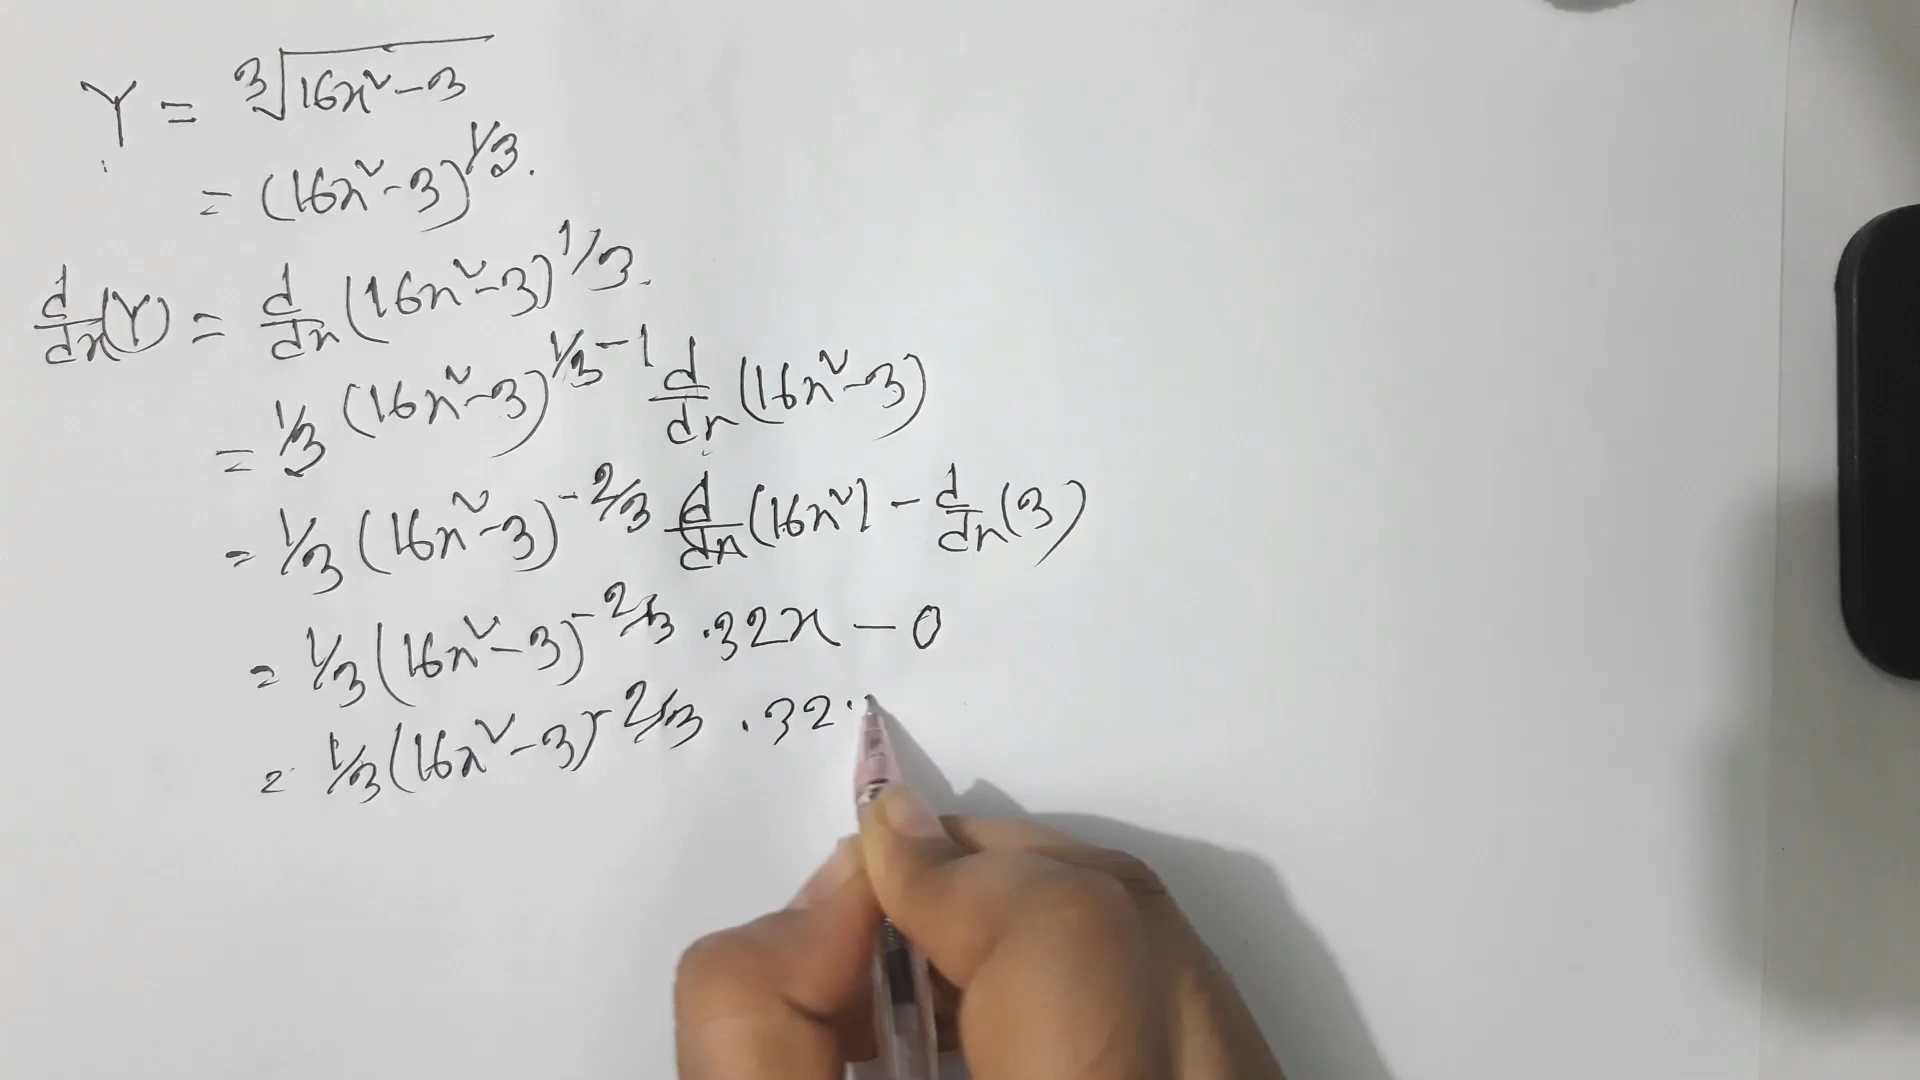 Y = ∛(16x²-3)
= (16x²-3)^1/3.
d/dx(Y) = d/dx (16x²-3)^1/3.
= 1/3 (16x²-3)^1/3-1 d/dx (16x²-3)
= 1/3 (16x²-3)^-2/3 d/dx (16x²) - d/dx (3)
= 1/3 (16x²-3)^-2/3 .32x - 0
= 1/3 (16x²-3)^-2/3 .32.